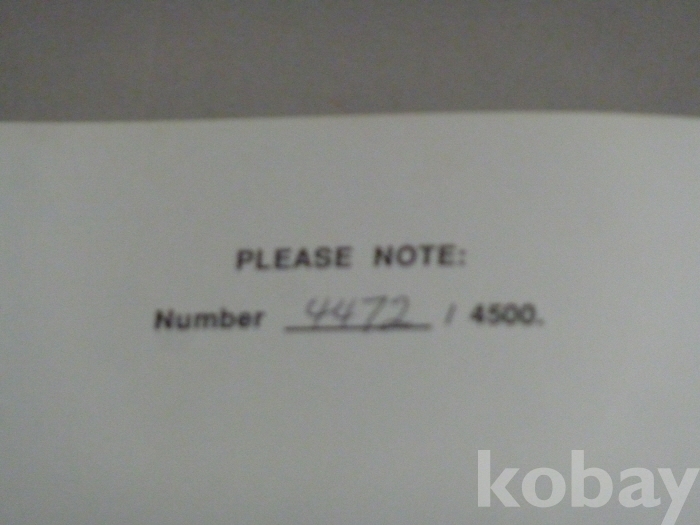 PLEASE NOTE:
Number 4472 / 4500.
kobay